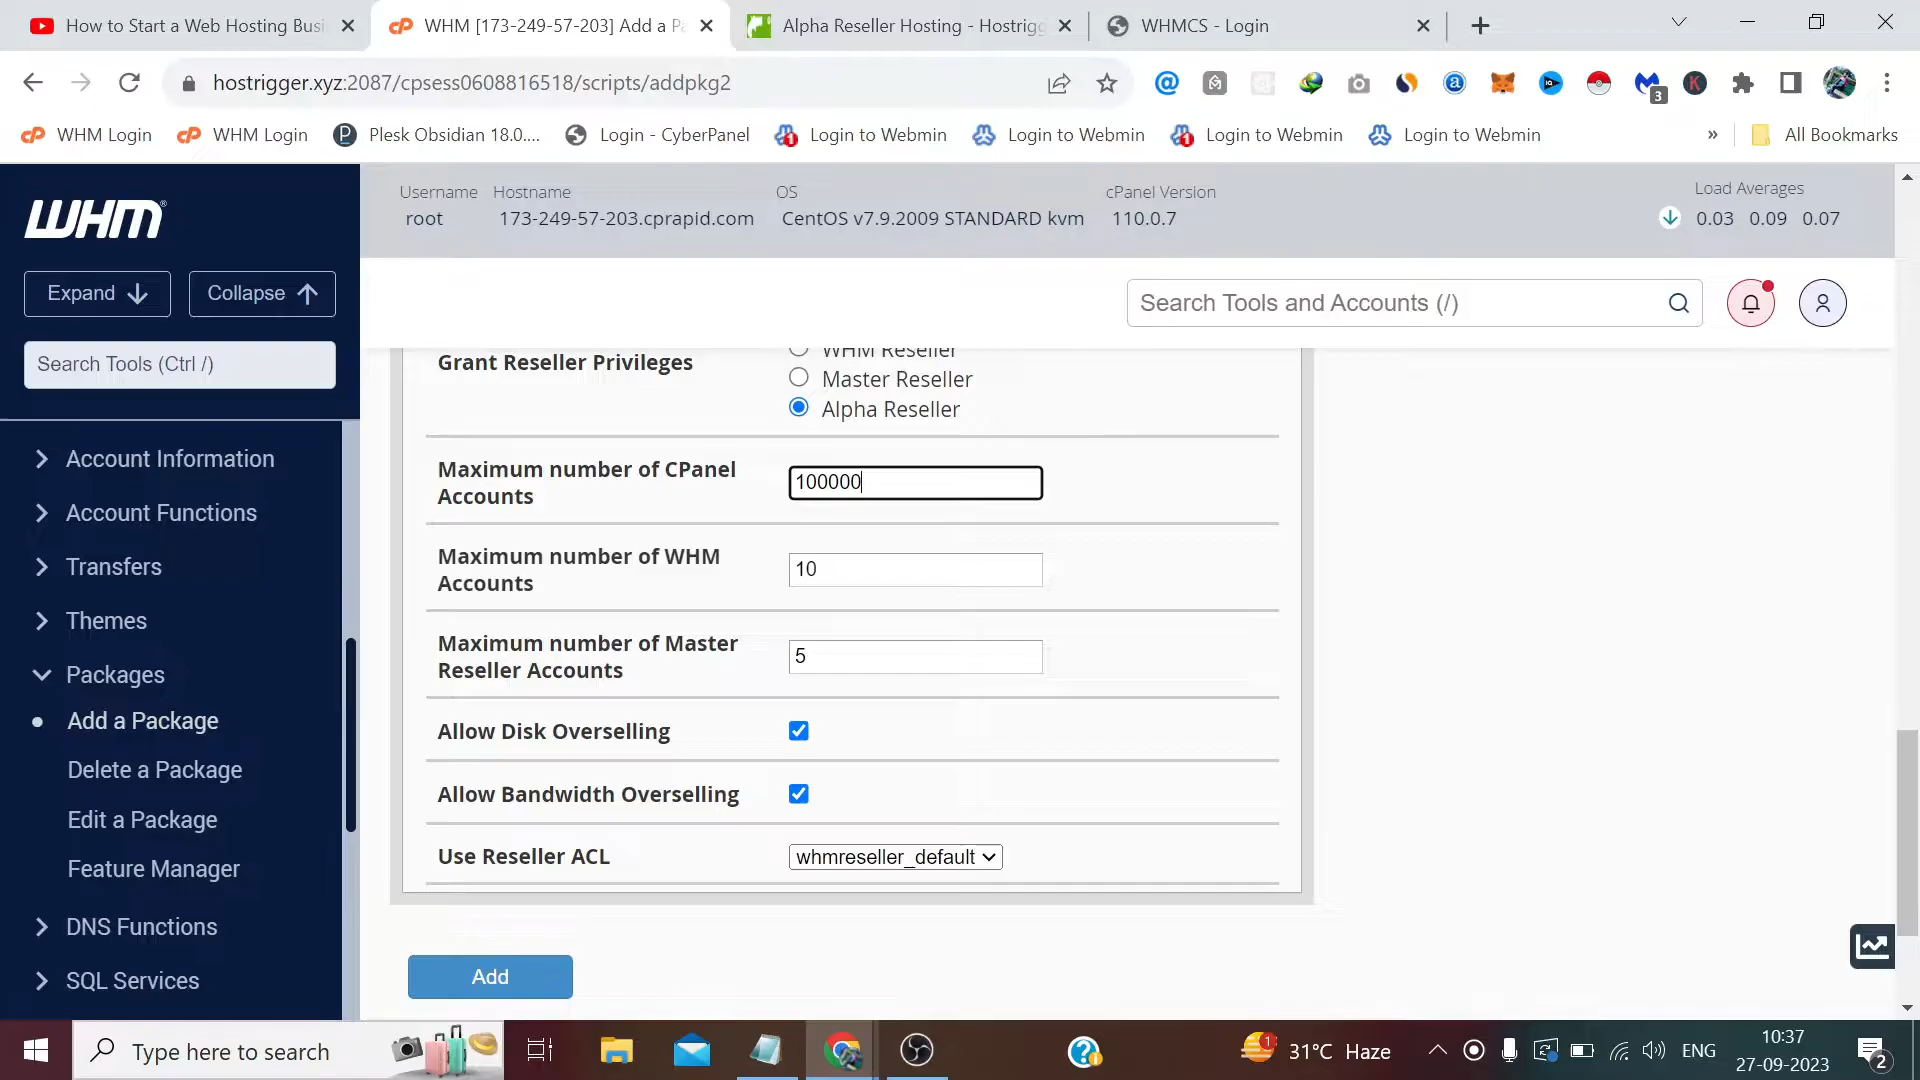 How to Start a Web Hosting Busi
WHM [173-249-57-203] Add a Pa
Alpha Reseller Hosting - Hostrigg
WHMCS - Login
hostrigger.xyz:2087/cpsess0608816518/scripts/addpkg2
3
WHM Login
WHM Login
Plesk Obsidian 18.0....
Login - CyberPanel
Login to Webmin
Login to Webmin
Login to Webmin
Login to Webmin
»
All Bookmarks
WHM
Username
root
Hostname
173-249-57-203.cprapid.com
OS
CentOS v7.9.2009 STANDARD kvm
cPanel Version
110.0.7
Load Averages
0.03 0.09 0.07
Expand
Collapse
Search Tools (Ctrl /)
Search Tools and Accounts (/)
Account Information
Account Functions
Transfers
Themes
Packages
Add a Package
Delete a Package
Edit a Package
Feature Manager
DNS Functions
SQL Services
Grant Reseller Privileges
WHM Reseller
Master Reseller
Alpha Reseller
Maximum number of CPanel
Accounts
100000
Maximum number of WHM
Accounts
10
Maximum number of Master
Reseller Accounts
5
Allow Disk Overselling
Allow Bandwidth Overselling
Use Reseller ACL
whmreseller_default
Add
Type here to search
1
31°C Haze
ENG
10:37
27-09-2023
2